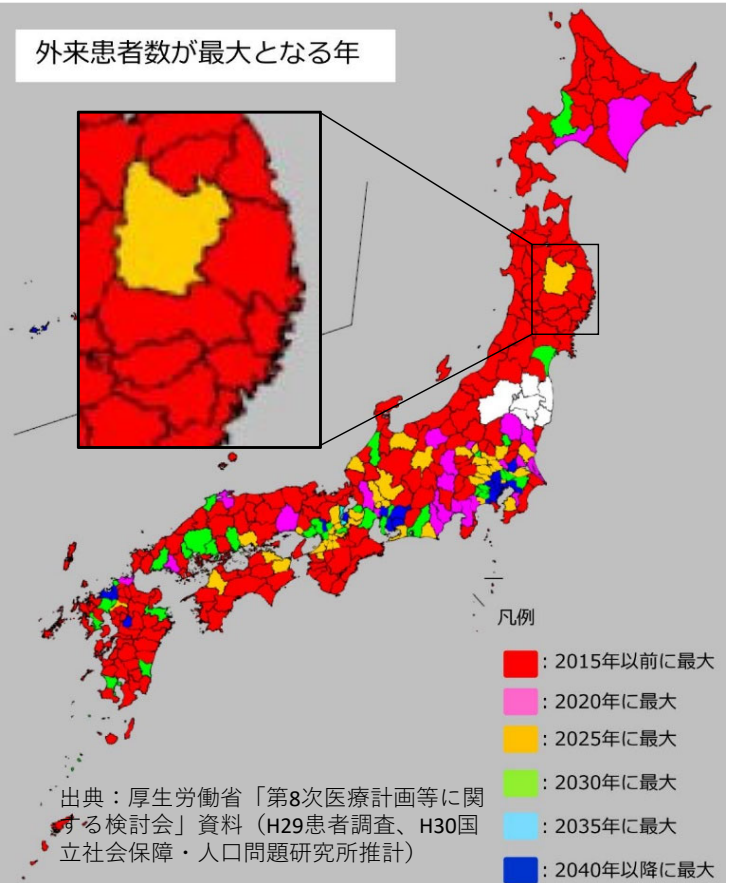 外来患者数が最大となる年
凡例
：2015年以前に最大
：2020年に最大
：2025年に最大
：2030年に最大
：2035年に最大
：2040年以降に最大
出典：厚生労働省「第8次医療計画等に関
する検討会」資料（H29患者調査、H30国
立社会保障・人口問題研究所推計）